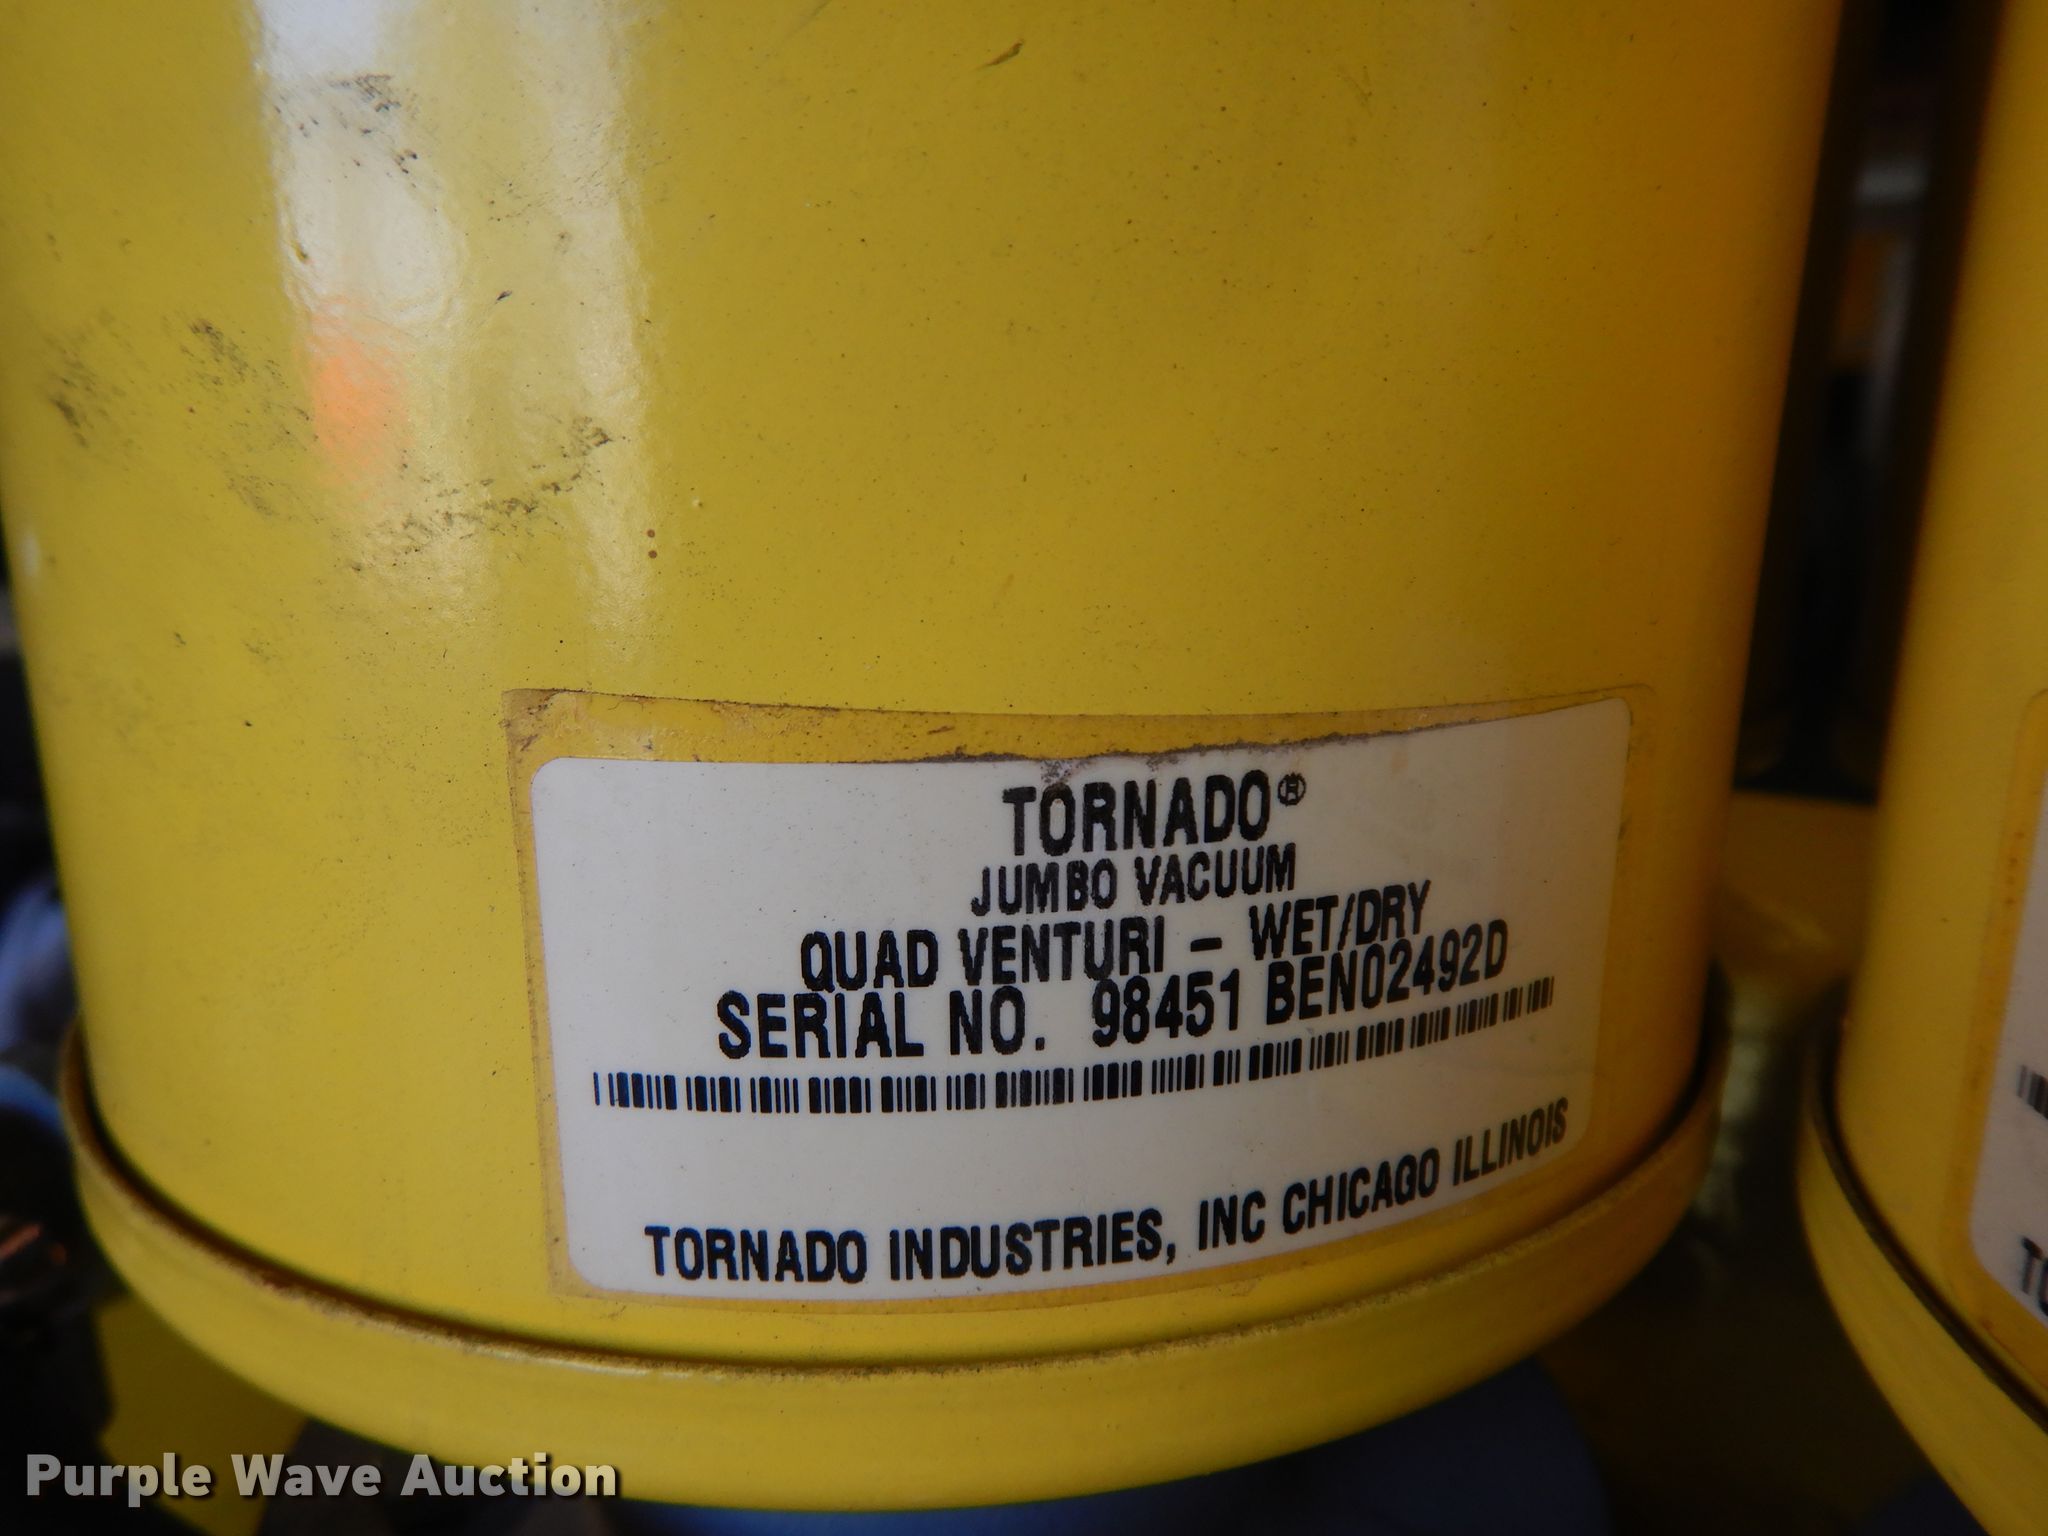 TORNADO®
JUMBO VACUUM
QUAD VENTURI – WET/DRY
SERIAL NO. 98451 BEN02492D
TORNADO INDUSTRIES, INC CHICAGO ILLINOIS
Purple Wave Auction